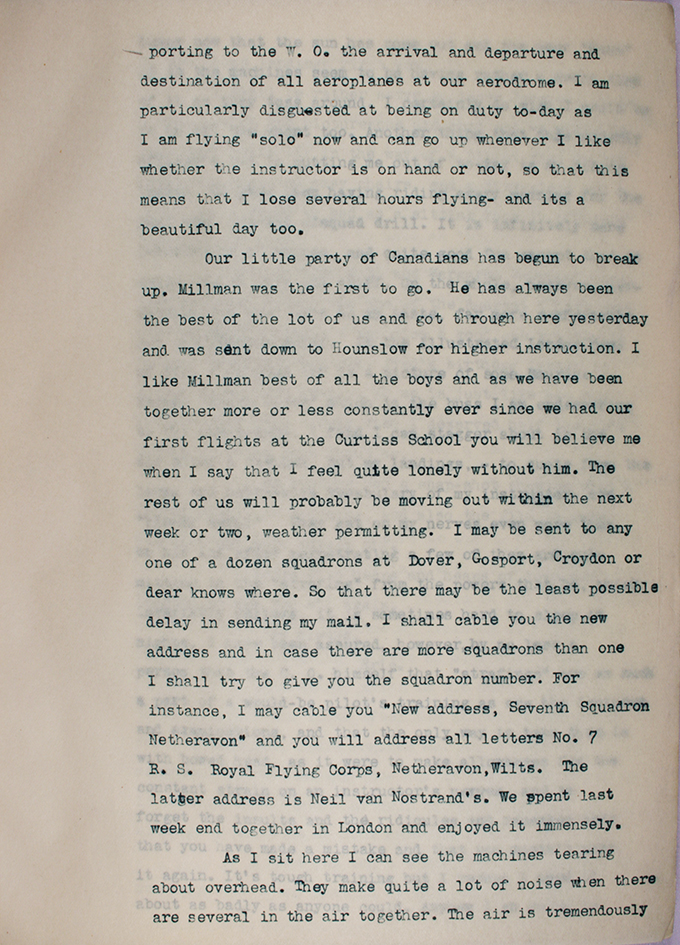 porting to the W. O. the arrival and departure and
destination of all aeroplanes at our aerodrome. I am
particularly disguested at being on duty to-day as
I am flying "solo" now and can go up whenever I like
whether the instructor is on hand or not, so that this
means that I lose several hours flying- and its a
beautiful day too.
Our little party of Canadians has begun to break
up. Millman was the first to go. He has always been
the best of the lot of us and got through here yesterday
and was sent down to Hounslow for higher instruction. I
like Millman best of all the boys and as we have been
together more or less constantly ever since we had our
first flights at the Curtiss School you will believe me
when I say that I feel quite lonely without him. The
rest of us will probably be moving out within the next
week or two, weather permitting. I may be sent to any
one of a dozen squadrons at Dover, Gosport, Croydon or
dear knows where. So that there may be the least possible
delay in sending my mail. I shall cable you the new
address and in case there are more squadrons than one
I shall try to give you the squadron number. For
instance, I may cable you "New address, Seventh Squadron
Netheravon" and you will address all letters No. 7
R. S. Royal Flying Corps, Netheravon,Wilts. The
latter address is Neil van Nostrand's. We spent last
week end together in London and enjoyed it immensely.
As I sit here I can see the machines tearing
about overhead. They make quite a lot of noise when there
are several in the air together. The air is tremendously